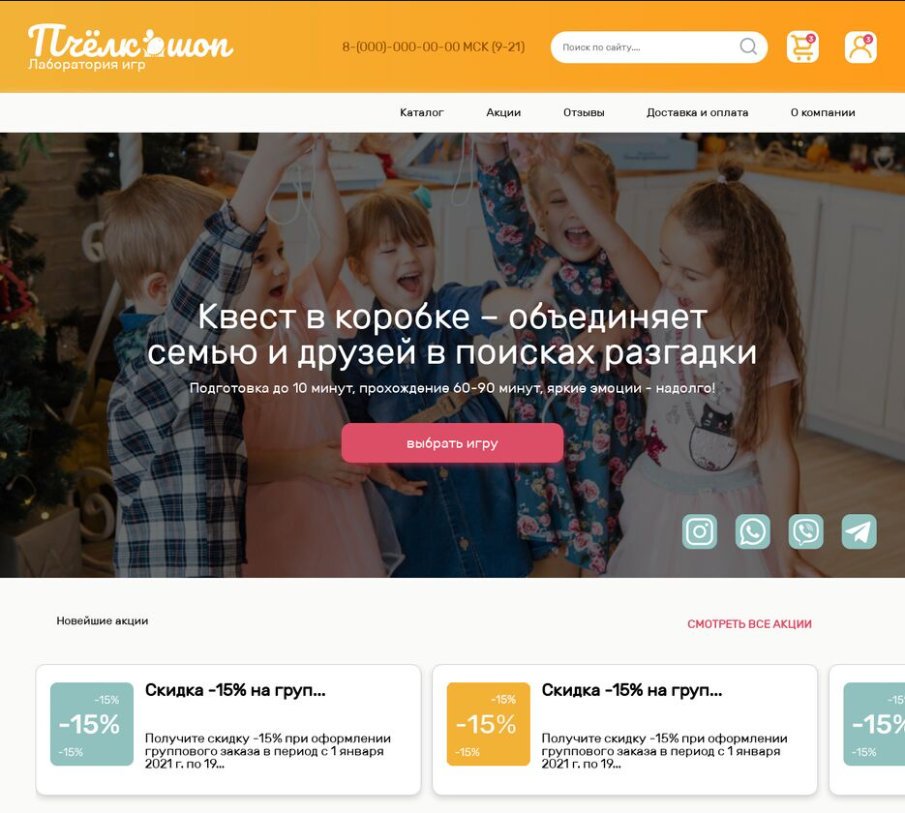 Пчёлкошоп
Лаборатория игр
8-(000)-000-00-00 МСК (9-21)
Поиск по сайту....
3
3
Каталог
Акции
Отзывы
Доставка и оплата
О компании
Квест в коробке – объединяет
семью и друзей в поисках разгадки
Подготовка до 10 минут, прохождение 60-90 минут, яркие эмоции - надолго!
выбрать игру
Новейшие акции
СМОТРЕТЬ ВСЕ АКЦИИ
-15%
-15%
-15%
Скидка -15% на груп...
Получите скидку -15% при оформлении
группового заказа в период с 1 января
2021 г. по 19...
-15%
-15%
-15%
Скидка -15% на груп...
Получите скидку -15% при оформлении
группового заказа в период с 1 января
2021 г. по 19...
-15
-15%
-15%